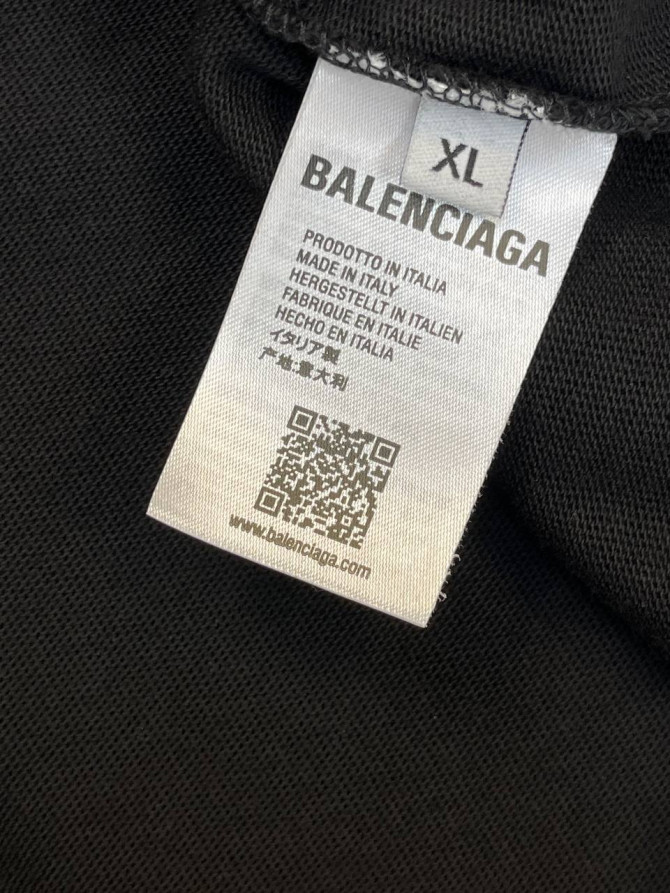 XL
BALENCIAGA
PRODOTTO IN ITALIA
MADE IN ITALY
HERGESTELLT IN ITALIEN
FABRIQUE EN ITALIE
HECHO EN ITALIA
イタリア製
产地:意大利
www.balenciaga.com